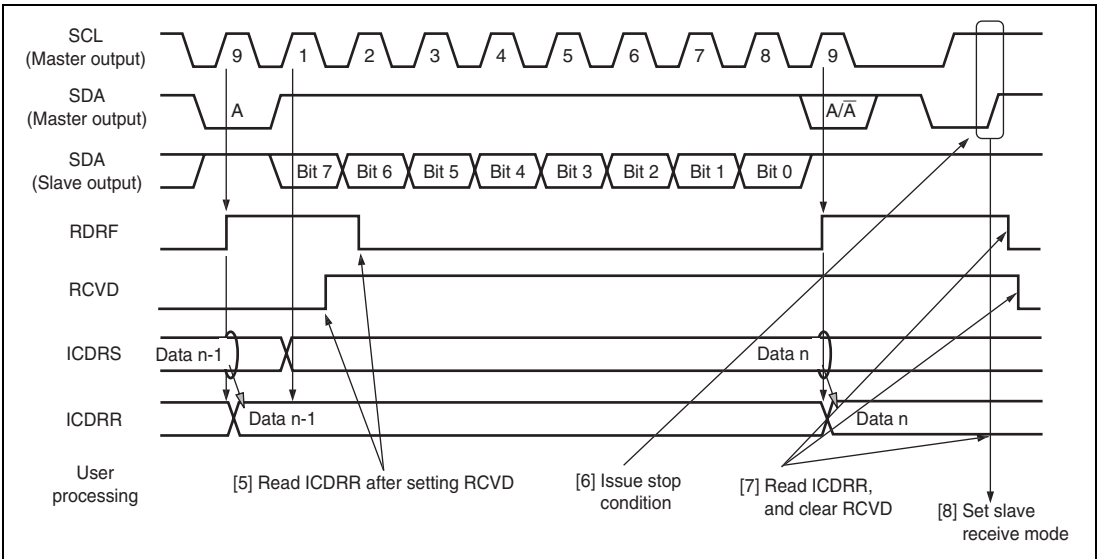 SCL
(Master output)
9 1 2 3 4 5 6 7 8 9
SDA
(Master output)
A A/A̅
SDA
(Slave output)
Bit 7 Bit 6 Bit 5 Bit 4 Bit 3 Bit 2 Bit 1 Bit 0
RDRF
RCVD
ICDRS
Data n-1 Data n
ICDRR
Data n-1 Data n
User
processing
[5] Read ICDRR after setting RCVD
[6] Issue stop
condition
[7] Read ICDRR,
and clear RCVD
[8] Set slave
receive mode